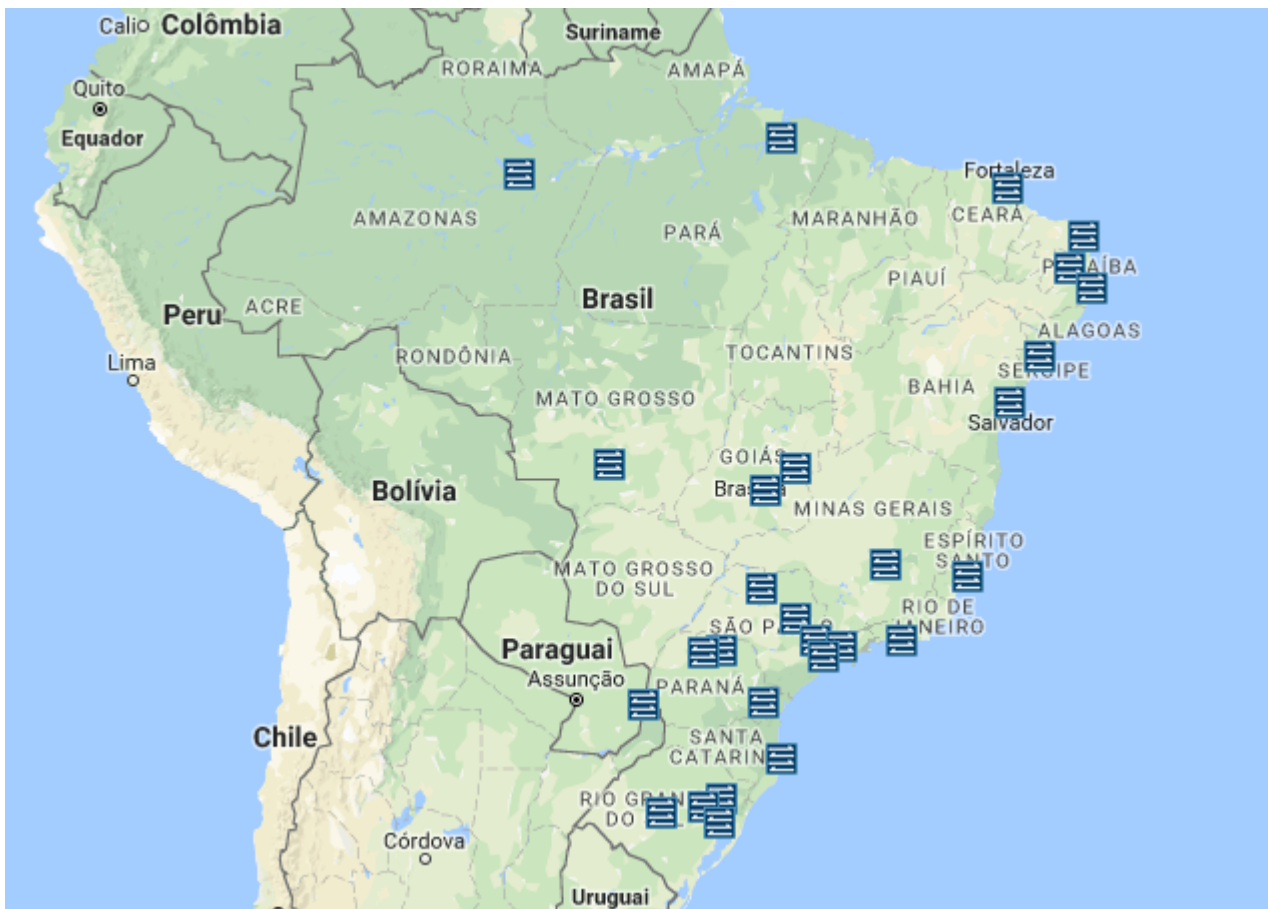 Cali
Colômbia
Suriname
RORAIMA
AMAPÁ
Quito
Equador
Fortaleza
AMAZONAS
PARÁ
MARANHÃO
CEARÁ
PIAUÍ
Peru
ACRE
Brasil
ALAGOAS
Lima
RONDÔNIA
TOCANTINS
BAHIA
MATO GROSSO
Salvador
GOIÁS
Bolívia
MINAS GERAIS
ESPÍRITO
MATO GROSSO
DO SUL
RIO DE
Paraguai
Assunção
PARANÁ
Chile
SANTA
Córdova
Uruguai